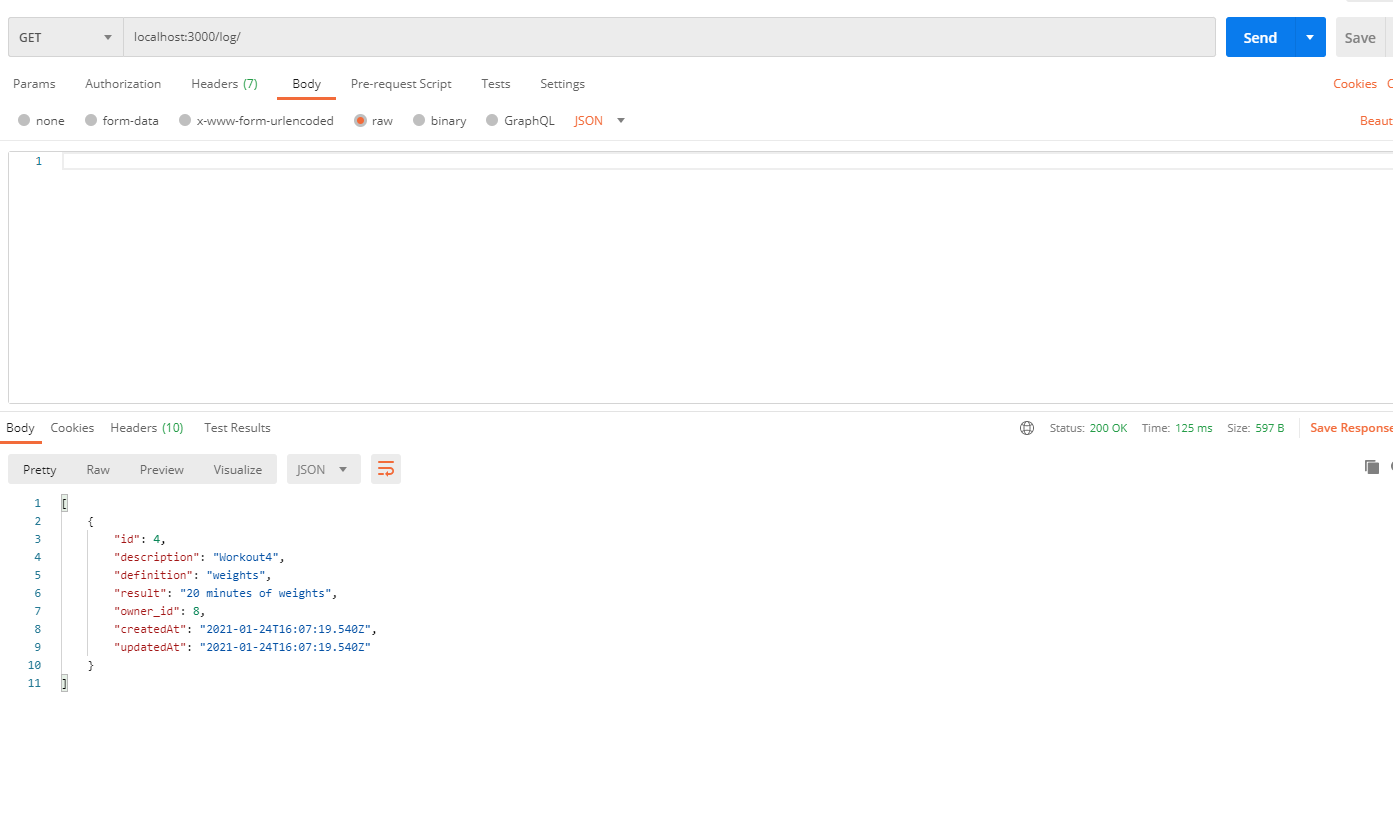 GET localhost:3000/log/ Send Save
Params Authorization Headers (7) Body Pre-request Script Tests Settings Cookies
none form-data x-www-form-urlencoded raw binary GraphQL JSON Beaut
1
Body Cookies Headers (10) Test Results Status: 200 OK Time: 125 ms Size: 597 B Save Response
Pretty Raw Preview Visualize JSON
1 [
2 {
3 "id": 4,
4 "description": "Workout4",
5 "definition": "weights",
6 "result": "20 minutes of weights",
7 "owner_id": 8,
8 "createdAt": "2021-01-24T16:07:19.540Z",
9 "updatedAt": "2021-01-24T16:07:19.540Z"
10 }
11 ]